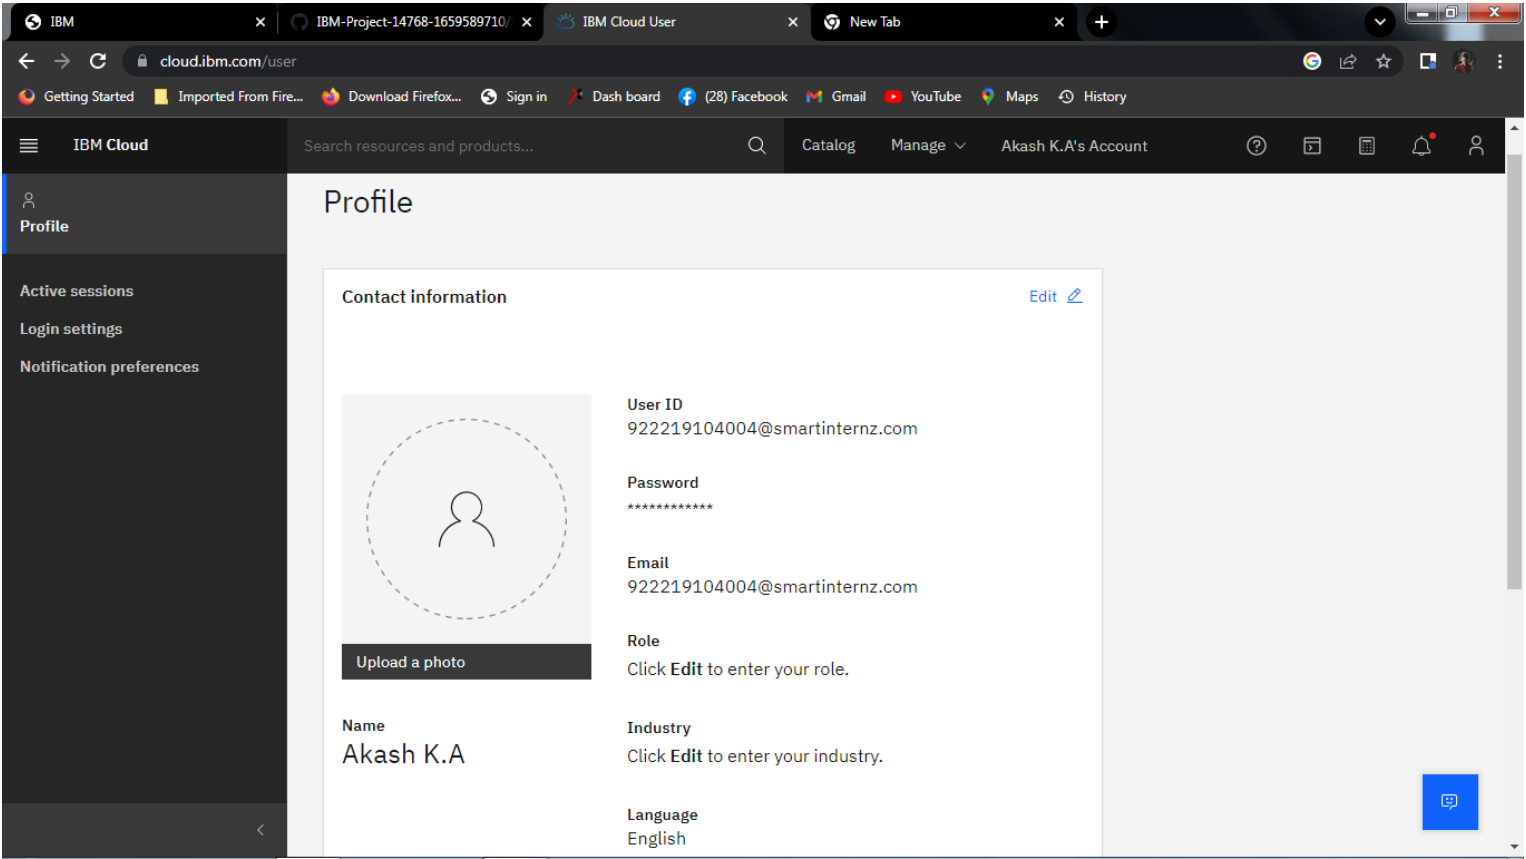 IBM
IBM-Project-14768-1659589710/
IBM Cloud User
New Tab
cloud.ibm.com/user
Getting Started
Imported From Fire...
Download Firefox...
Sign in
Dash board
(28) Facebook
Gmail
YouTube
Maps
History
IBM Cloud
Search resources and products...
Catalog
Manage
Akash K.A's Account
Profile
Active sessions
Login settings
Notification preferences
Profile
Contact information
Edit
Upload a photo
Name
Akash K.A
User ID
922219104004@smartinternz.com
Password
************
Email
922219104004@smartinternz.com
Role
Click Edit to enter your role.
Industry
Click Edit to enter your industry.
Language
English